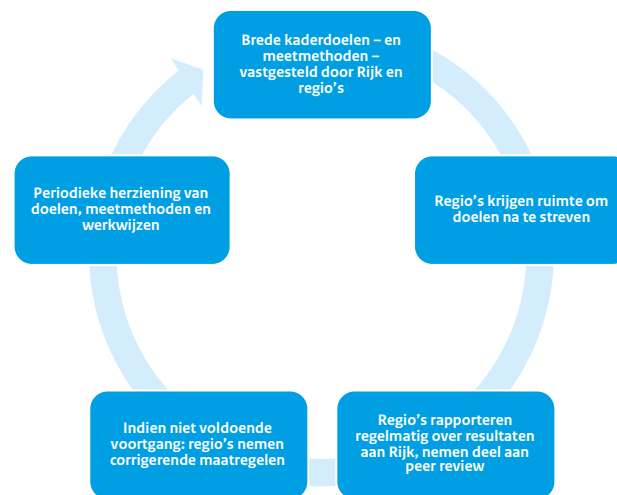 Brede kaderdoelen – en
meetmethoden –
vastgesteld door Rijk en
regio's
Regio's krijgen ruimte om
doelen na te streven
Regio's rapporteren
regelmatig over resultaten
aan Rijk, nemen deel aan
peer review
Indien niet voldoende
voortgang: regio's nemen
corrigerende maatregelen
Periodieke herziening van
doelen, meetmethoden en
werkwijzen